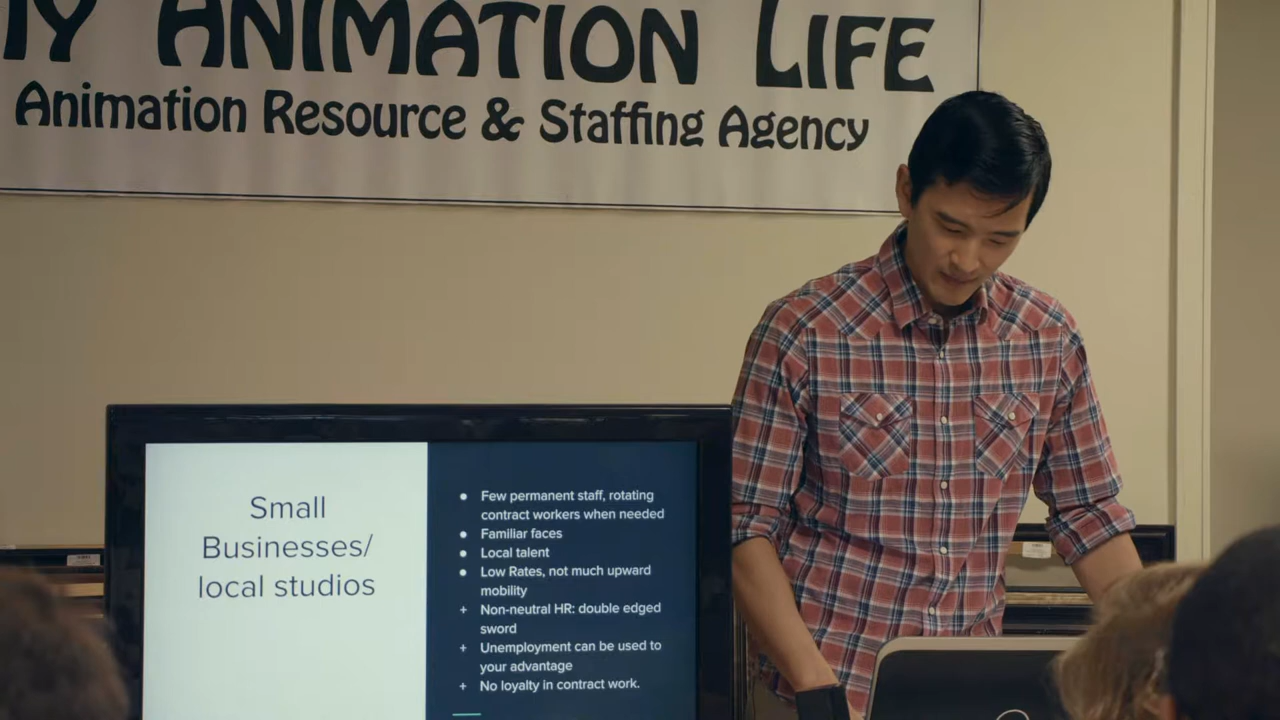 ANIMATION LIFE
Animation Resource & Staffing Agency
Small
Businesses/
local studios
● Few permanent staff, rotating
contract workers when needed
● Familiar faces
● Local talent
● Low Rates, not much upward
mobility
+ Non-neutral HR: double edged
sword
+ Unemployment can be used to
your advantage
+ No loyalty in contract work.